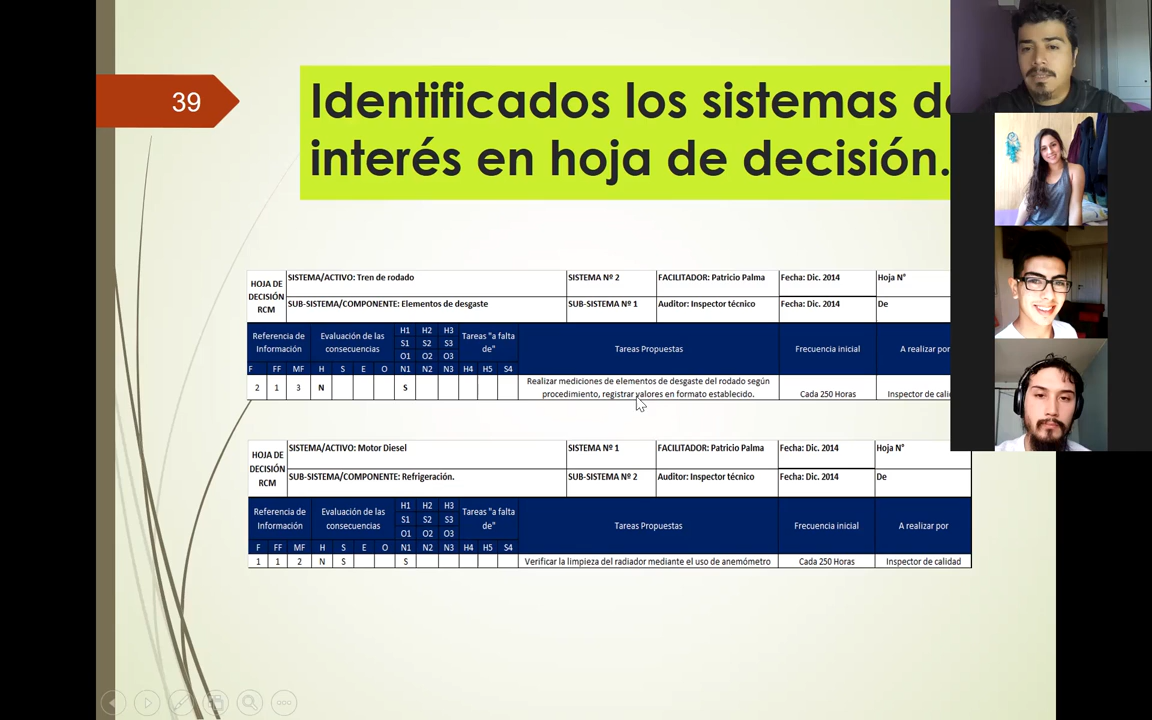 39
Identificados los sistemas de
interés en hoja de decisión.
HOJA DE DECISIÓN RCM
SISTEMA/ACTIVO: Tren de rodado
SISTEMA Nº 2
FACILITADOR: Patricio Palma
Fecha: Dic. 2014
Hoja N°
SUB-SISTEMA/COMPONENTE: Elementos de desgaste
SUB-SISTEMA Nº 1
Auditor: Inspector técnico
Fecha: Dic. 2014
De
Referencia de Información
Evaluación de las consecuencias
H1 H2 H3
S1 S2 S3
O1 O2 O3
Tareas "a falta de"
Tareas Propuestas
Frecuencia inicial
A realizar por
F FF MF H S E O N1 N2 N3 H4 H5 S4
2 1 3 N S
Realizar mediciones de elementos de desgaste del rodado según
procedimiento, registrar valores en formato establecido.
Cada 250 Horas
Inspector de cali
HOJA DE DECISIÓN RCM
SISTEMA/ACTIVO: Motor Diesel
SISTEMA Nº 1
FACILITADOR: Patricio Palma
Fecha: Dic. 2014
Hoja N°
SUB-SISTEMA/COMPONENTE: Refrigeración.
SUB-SISTEMA Nº 2
Auditor: Inspector técnico
Fecha: Dic. 2014
De
Referencia de Información
Evaluación de las consecuencias
H1 H2 H3
S1 S2 S3
O1 O2 O3
Tareas "a falta de"
Tareas Propuestas
Frecuencia inicial
A realizar por
F FF MF H S E O N1 N2 N3 H4 H5 S4
1 1 2 N S S
Verificar la limpieza del radiador mediante el uso de anemómetro
Cada 250 Horas
Inspector de calidad